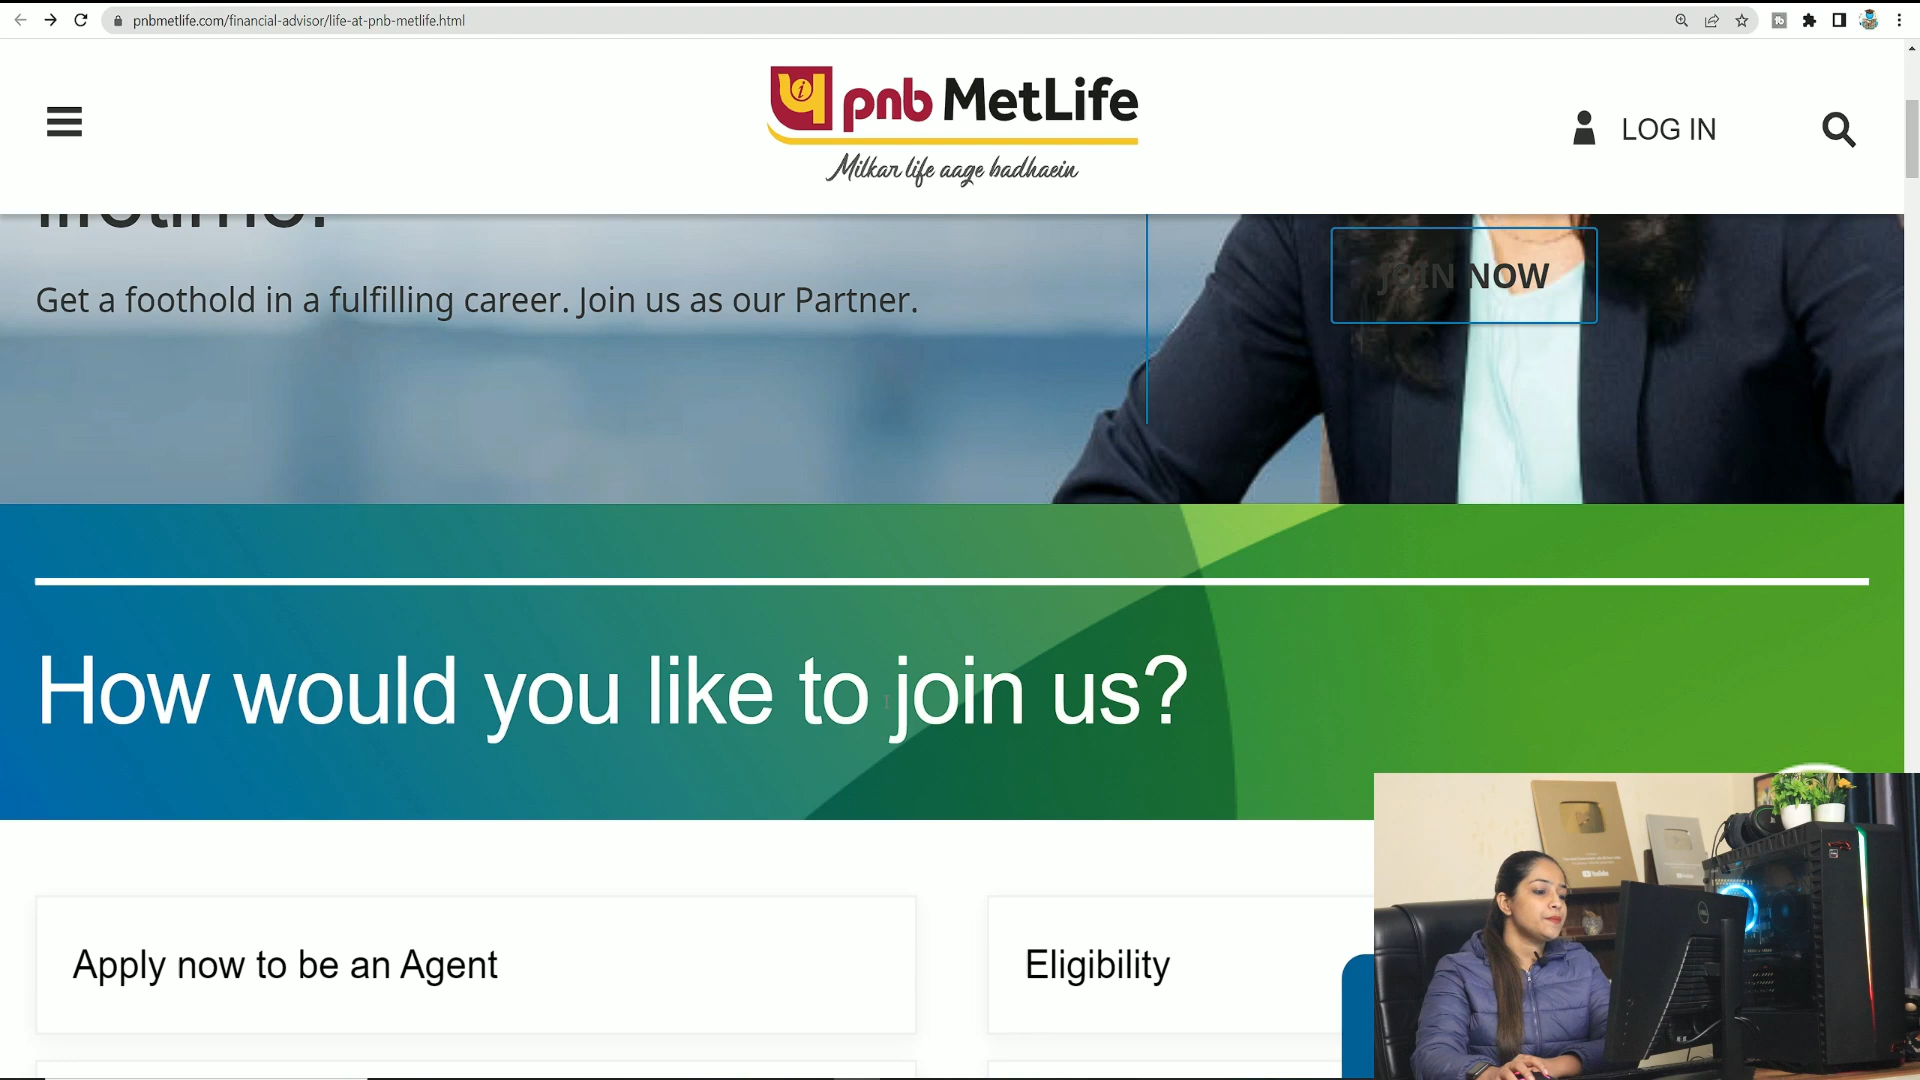 pnbmetlife.com/financial-advisor/life-at-pnb-metlife.html
pnb MetLife
Milkar life aage badhaein
LOG IN
lifetime.
Get a foothold in a fulfilling career. Join us as our Partner.
JOIN NOW
How would you like to join us?
Apply now to be an Agent
Eligibility